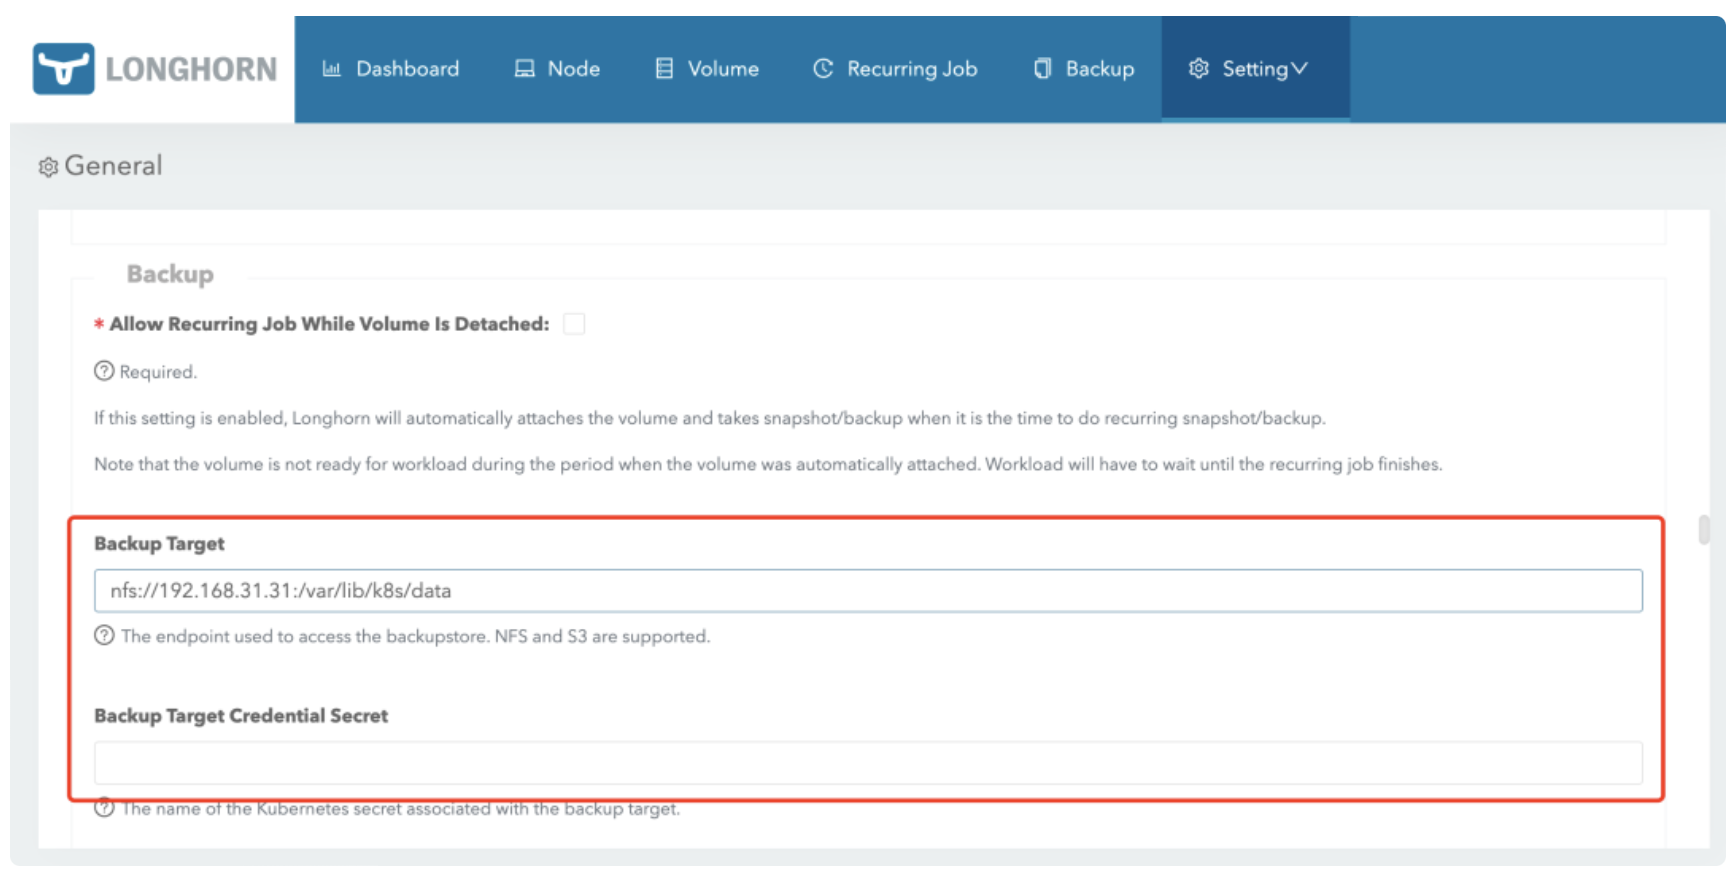 LONGHORN
Dashboard
Node
Volume
Recurring Job
Backup
Setting
General
Backup
* Allow Recurring Job While Volume Is Detached:
Required.
If this setting is enabled, Longhorn will automatically attaches the volume and takes snapshot/backup when it is the time to do recurring snapshot/backup.
Note that the volume is not ready for workload during the period when the volume was automatically attached. Workload will have to wait until the recurring job finishes.
Backup Target
nfs://192.168.31.31:/var/lib/k8s/data
The endpoint used to access the backupstore. NFS and S3 are supported.
Backup Target Credential Secret
The name of the Kubernetes secret associated with the backup target.